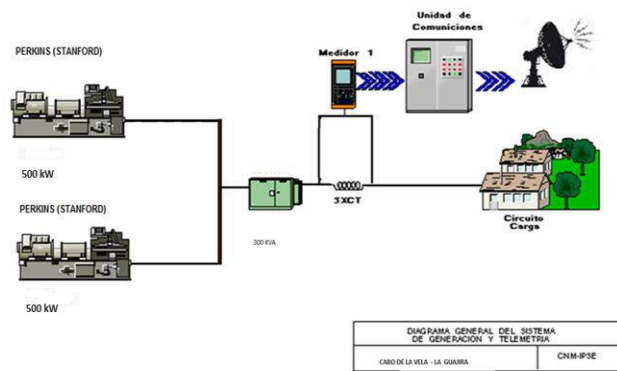 Unidad de
Comuniciones
Medidor 1
PERKINS (STANFORD)
500 kW
PERKINS (STANFORD)
500 kW
300 KVA
3XCT
Circuito
Carga
DIAGRAMA GENERAL DEL SISTEMA
DE GENERACION Y TELEMETRIA
CABO DE LA VELA - LA GUAJIRA
CNM-IPSE